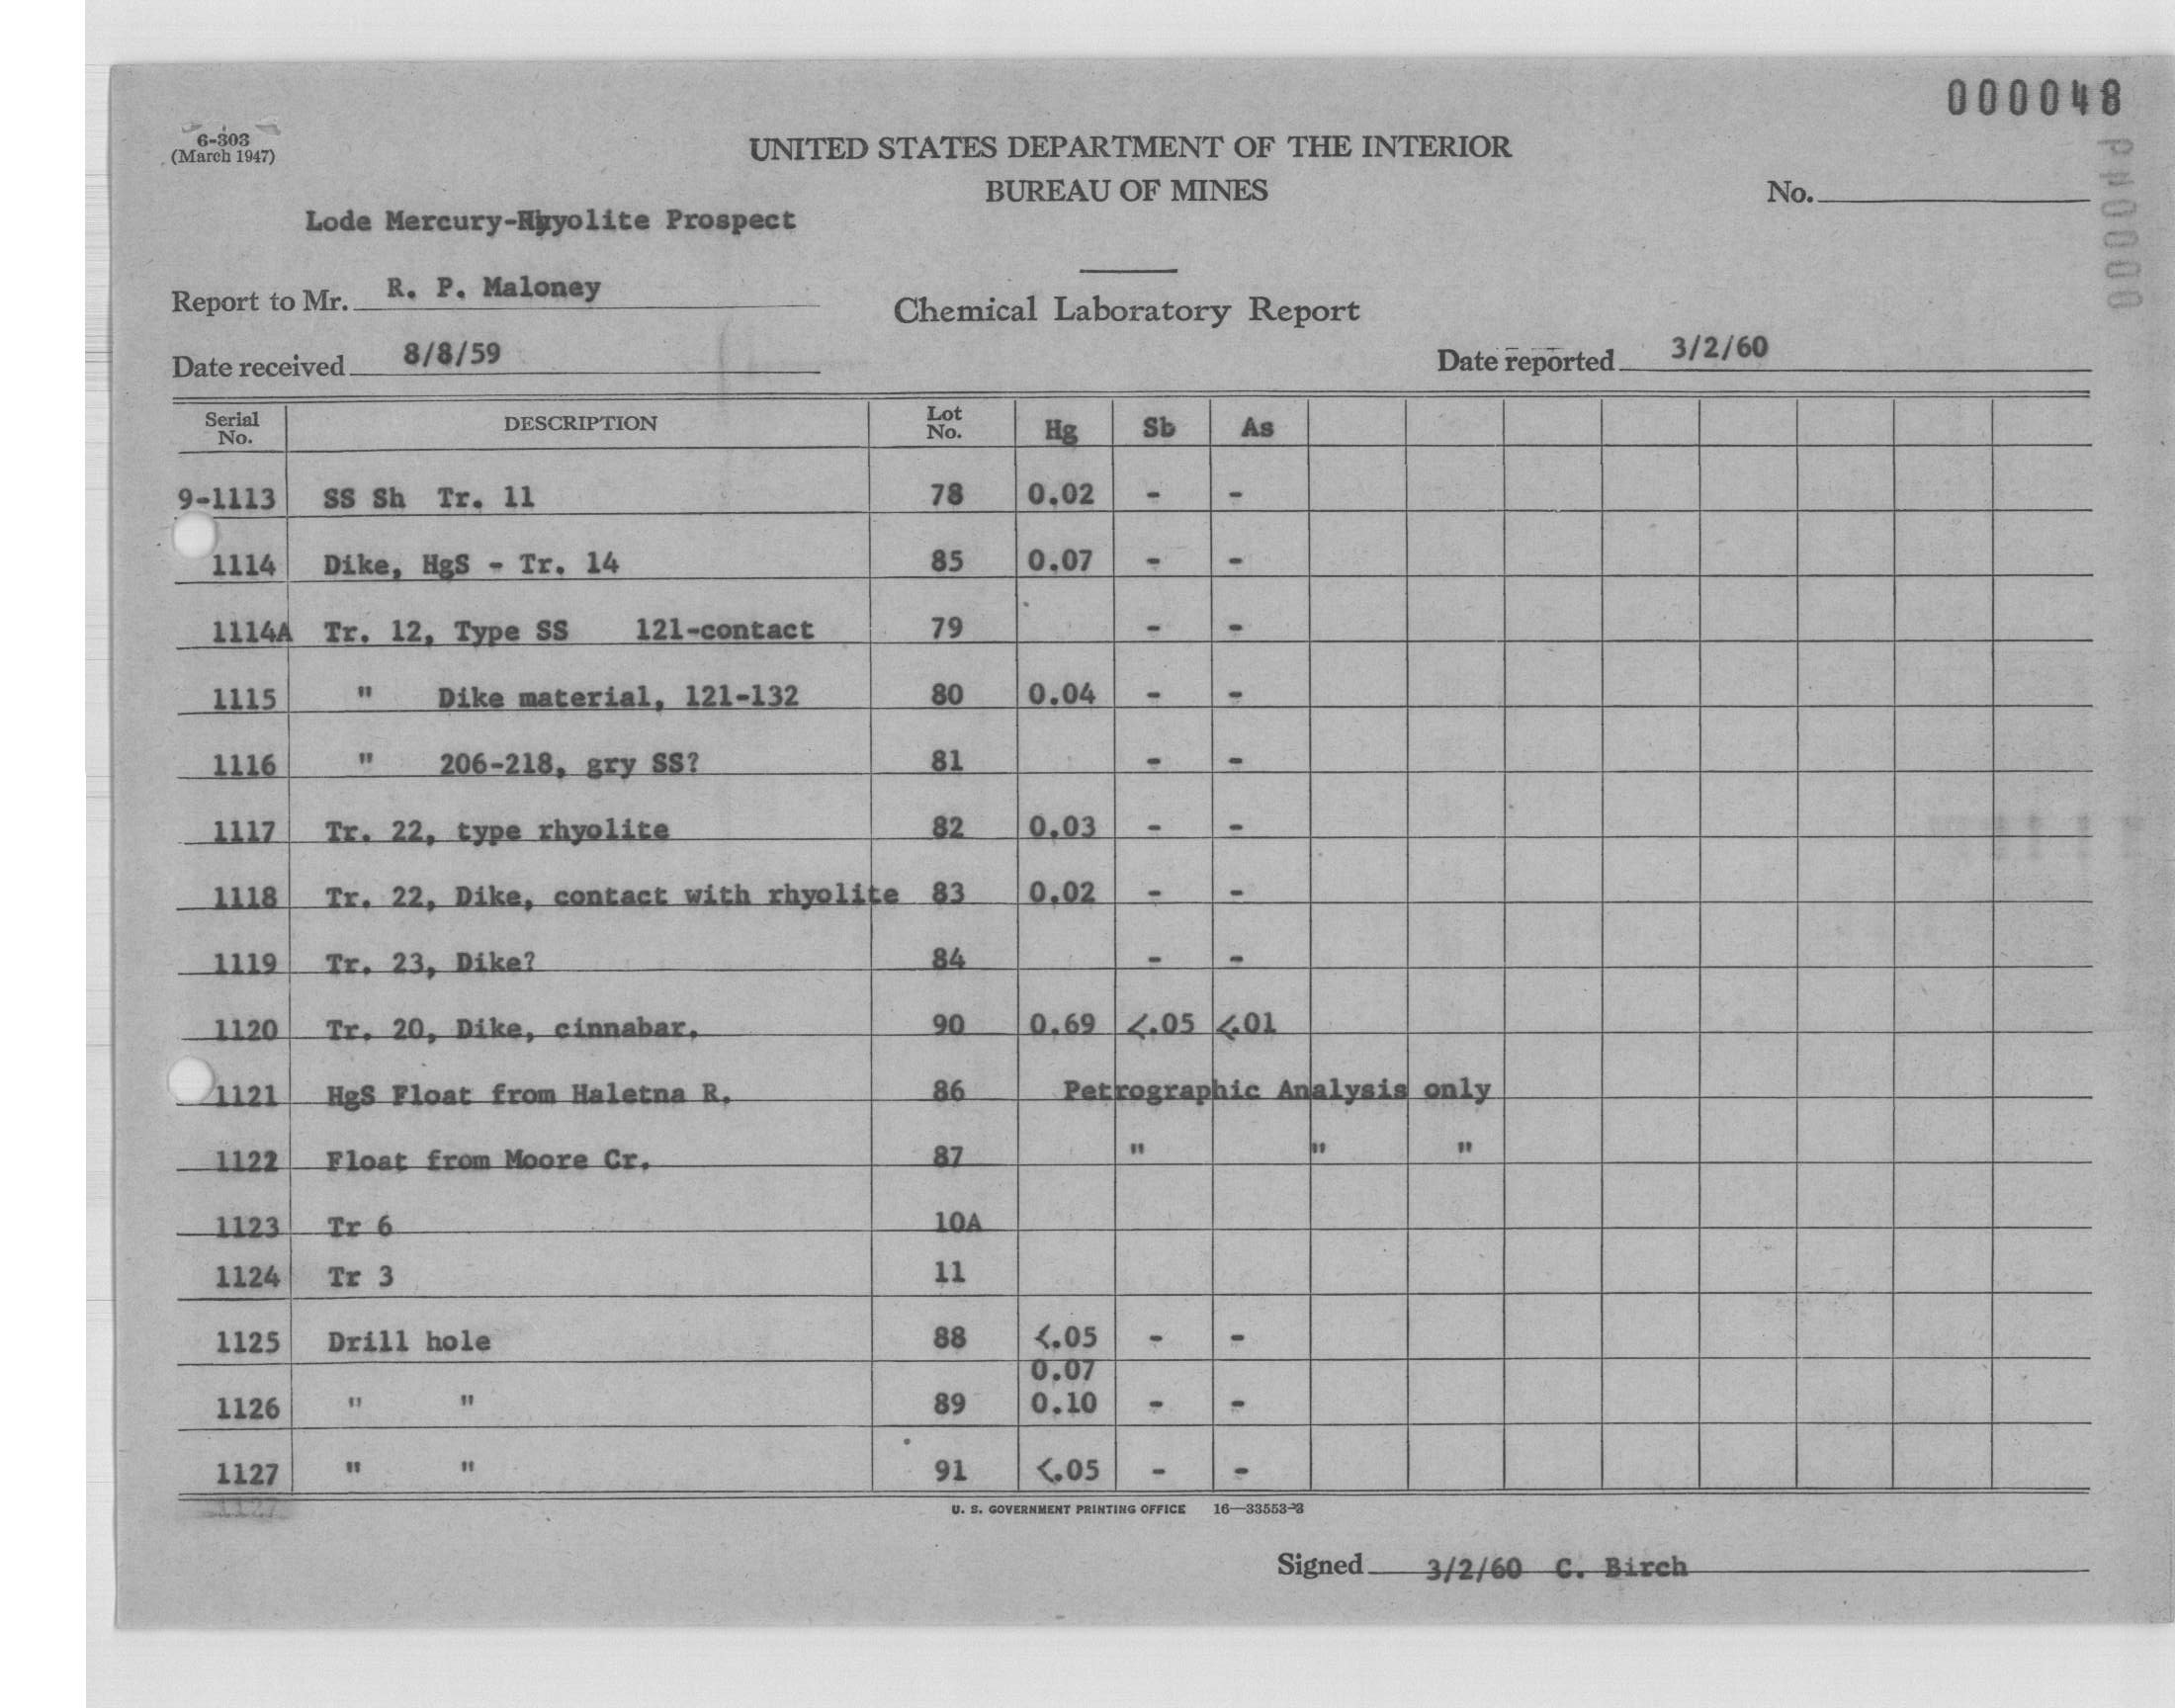 000048
6-303
(March 1947)
UNITED STATES DEPARTMENT OF THE INTERIOR
BUREAU OF MINES
No.
Lode Mercury-Rhyolite Prospect
Report to Mr. R. P. Maloney
Chemical Laboratory Report
Date received 8/8/59
Date reported 3/2/60
Serial No. DESCRIPTION Lot No. Hg Sb As
9-1113 SS Sh Tr. 11 78 0.02 - -
1114 Dike, HgS - Tr. 14 85 0.07 - -
1114A Tr. 12, Type SS 121-contact 79 - -
1115 " Dike material, 121-132 80 0.04 - -
1116 " 206-218, gry SS? 81 - -
1117 Tr. 22, type rhyolite 82 0.03 - -
1118 Tr. 22, Dike, contact with rhyolite 83 0.02 - -
1119 Tr. 23, Dike? 84 - -
1120 Tr. 20, Dike, cinnabar. 90 0.69 <.05 <.01
1121 HgS Float from Haletna R. 86 Petrographic Analysis only
1122 Float from Moore Cr. 87 " " "
1123 Tr 6 10A
1124 Tr 3 11
1125 Drill hole 88 <.05 - -
0.07
1126 " " 89 0.10 - -
1127 " " 91 <.05 - -
U. S. GOVERNMENT PRINTING OFFICE 16—33553-3
Signed 3/2/60 C. Birch